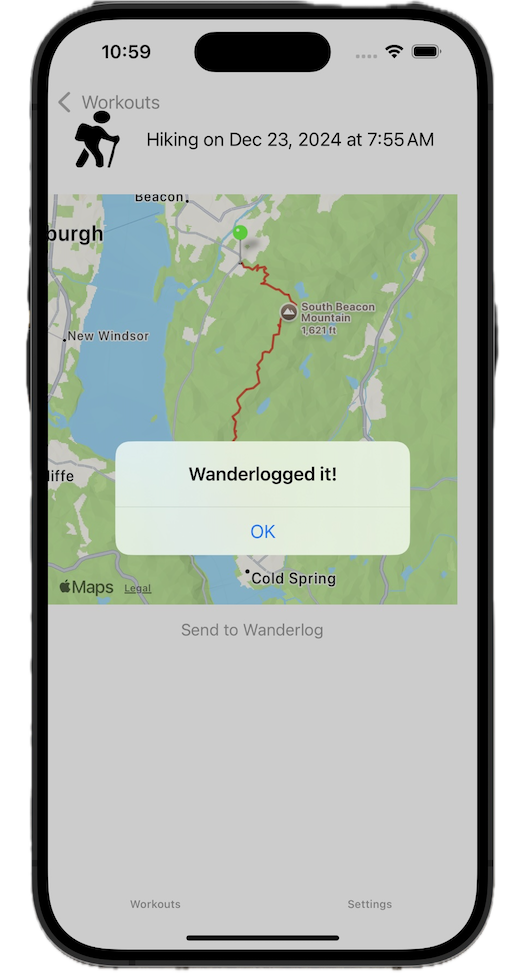 10:59
Workouts
Hiking on Dec 23, 2024 at 7:55 AM
Beacon
burgh
South Beacon
Mountain
1,621 ft
New Windsor
liffe
Wanderlogged it!
OK
Cold Spring
Maps Legal
Send to Wanderlog
Workouts Settings